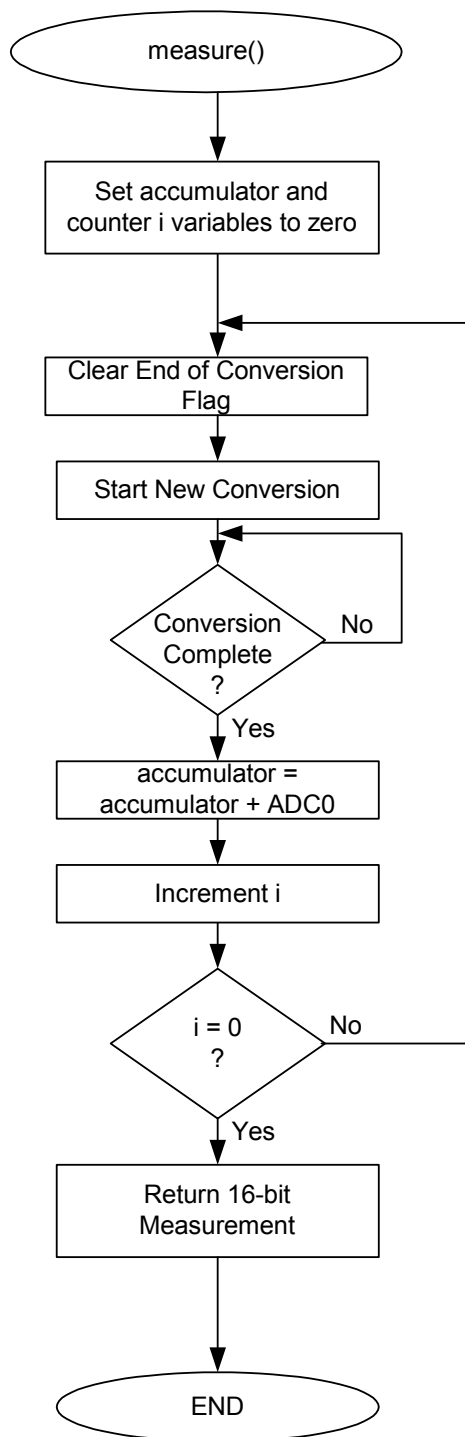 measure()
Set accumulator and
counter i variables to zero
Clear End of Conversion
Flag
Start New Conversion
Conversion
Complete
?
No
Yes
accumulator =
accumulator + ADC0
Increment i
i = 0
?
No
Yes
Return 16-bit
Measurement
END